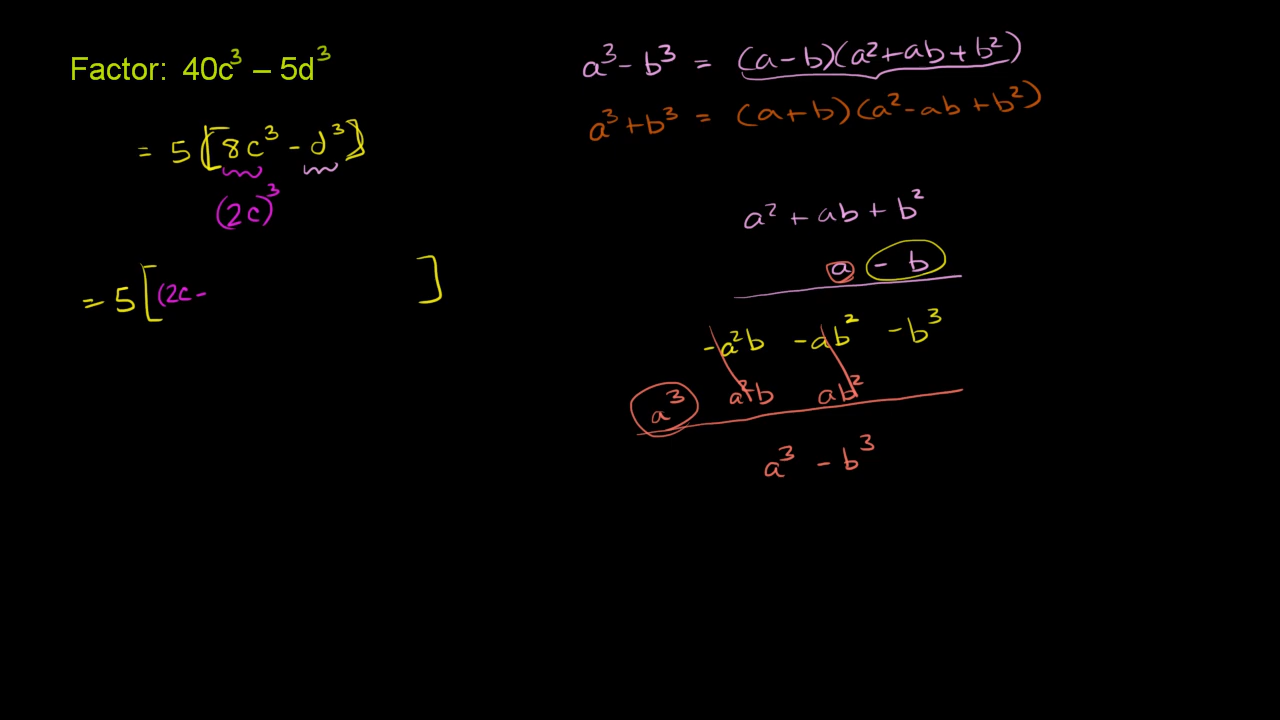 Factor: 40c³ – 5d³
= 5[8c³ - d³]
(2c)³
= 5[(2c - ]
a³ - b³ = (a - b)(a² + ab + b²)
a³ + b³ = (a + b)(a² - ab + b²)
a² + ab + b²
a - b
-a²b -ab² -b³
a³ a²b ab²
a³ - b³